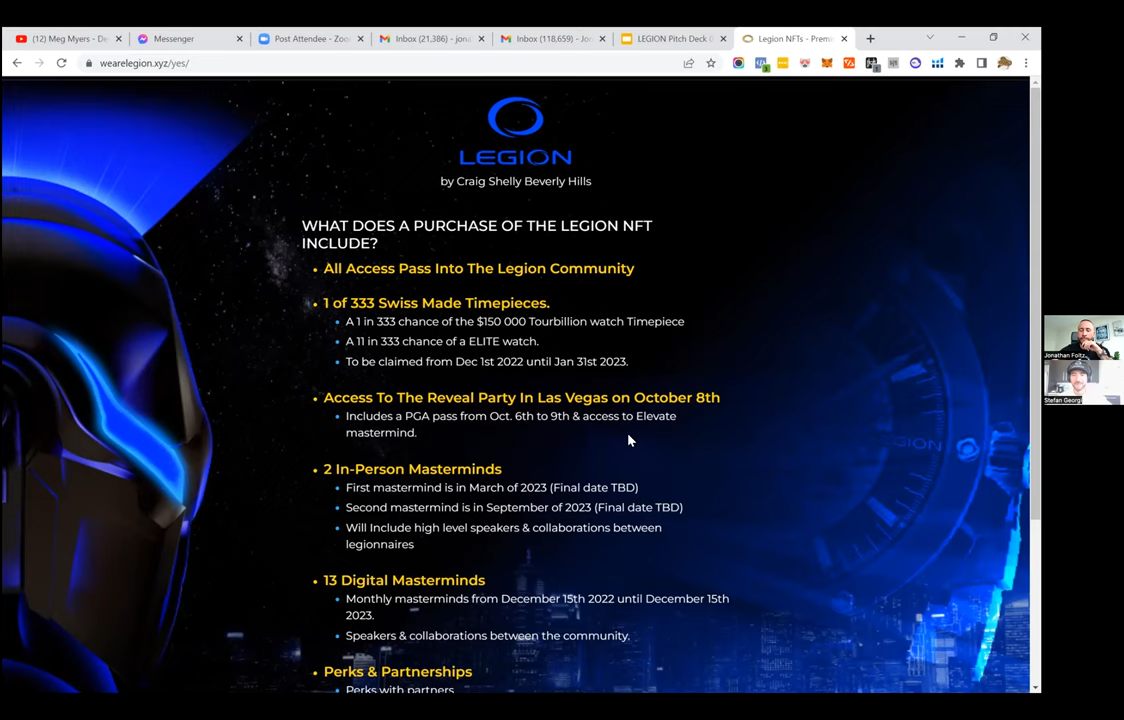 (12) Meg Myers - De
Messenger
Post Attendee - Zoo
Inbox (21,386) - jona
Inbox (118,659) - Jo
LEGION Pitch Deck
Legion NFTs - Premi
wearelegion.xyz/yes/
LEGION
by Craig Shelly Beverly Hills
WHAT DOES A PURCHASE OF THE LEGION NFT
INCLUDE?
• All Access Pass Into The Legion Community
• 1 of 333 Swiss Made Timepieces.
• A 1 in 333 chance of the $150 000 Tourbillion watch Timepiece
• A 11 in 333 chance of a ELITE watch.
• To be claimed from Dec 1st 2022 until Jan 31st 2023.
• Access To The Reveal Party In Las Vegas on October 8th
• Includes a PGA pass from Oct. 6th to 9th & access to Elevate
mastermind.
• 2 In-Person Masterminds
• First mastermind is in March of 2023 (Final date TBD)
• Second mastermind is in September of 2023 (Final date TBD)
• Will Include high level speakers & collaborations between
legionnaires
• 13 Digital Masterminds
• Monthly masterminds from December 15th 2022 until December 15th
2023.
• Speakers & collaborations between the community.
• Perks & Partnerships
• Perks with partners
LEGION
Jonathan Foltz
Stefan Georgi